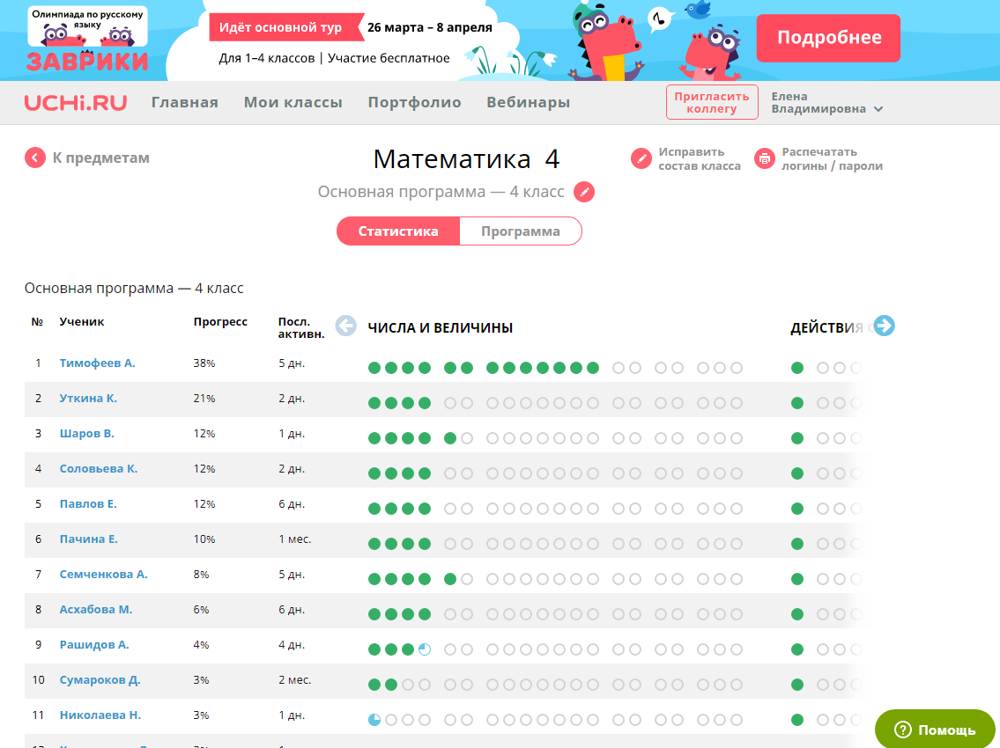 Олимпиада по русскому
языку
ЗАВРИКИ
Идёт основной тур 26 марта – 8 апреля
Для 1–4 классов | Участие бесплатное
Подробнее
UCHi.RU Главная Мои классы Портфолио Вебинары
Пригласить
коллегу
Елена
Владимировна
К предметам
Математика 4
Исправить
состав класса
Распечатать
логины / пароли
Основная программа — 4 класс
Статистика Программа
Основная программа — 4 класс
№ Ученик Прогресс Посл.
активн.
ЧИСЛА И ВЕЛИЧИНЫ ДЕЙСТВИЯ
1 Тимофеев А. 38% 5 дн.
2 Уткина К. 21% 2 дн.
3 Шаров В. 12% 1 дн.
4 Соловьева К. 12% 2 дн.
5 Павлов Е. 12% 6 дн.
6 Пачина Е. 10% 1 мес.
7 Семченкова А. 8% 5 дн.
8 Асхабова М. 6% 6 дн.
9 Рашидов А. 4% 4 дн.
10 Сумароков Д. 3% 2 мес.
11 Николаева Н. 3% 1 дн.
Помощь